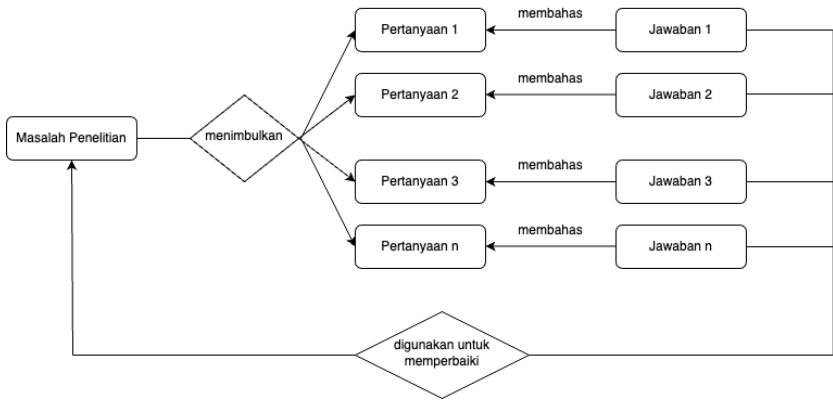 Pertanyaan 1
membahas
Jawaban 1
Pertanyaan 2
membahas
Jawaban 2
Masalah Penelitian
menimbulkan
Pertanyaan 3
membahas
Jawaban 3
Pertanyaan n
membahas
Jawaban n
digunakan untuk
memperbaiki